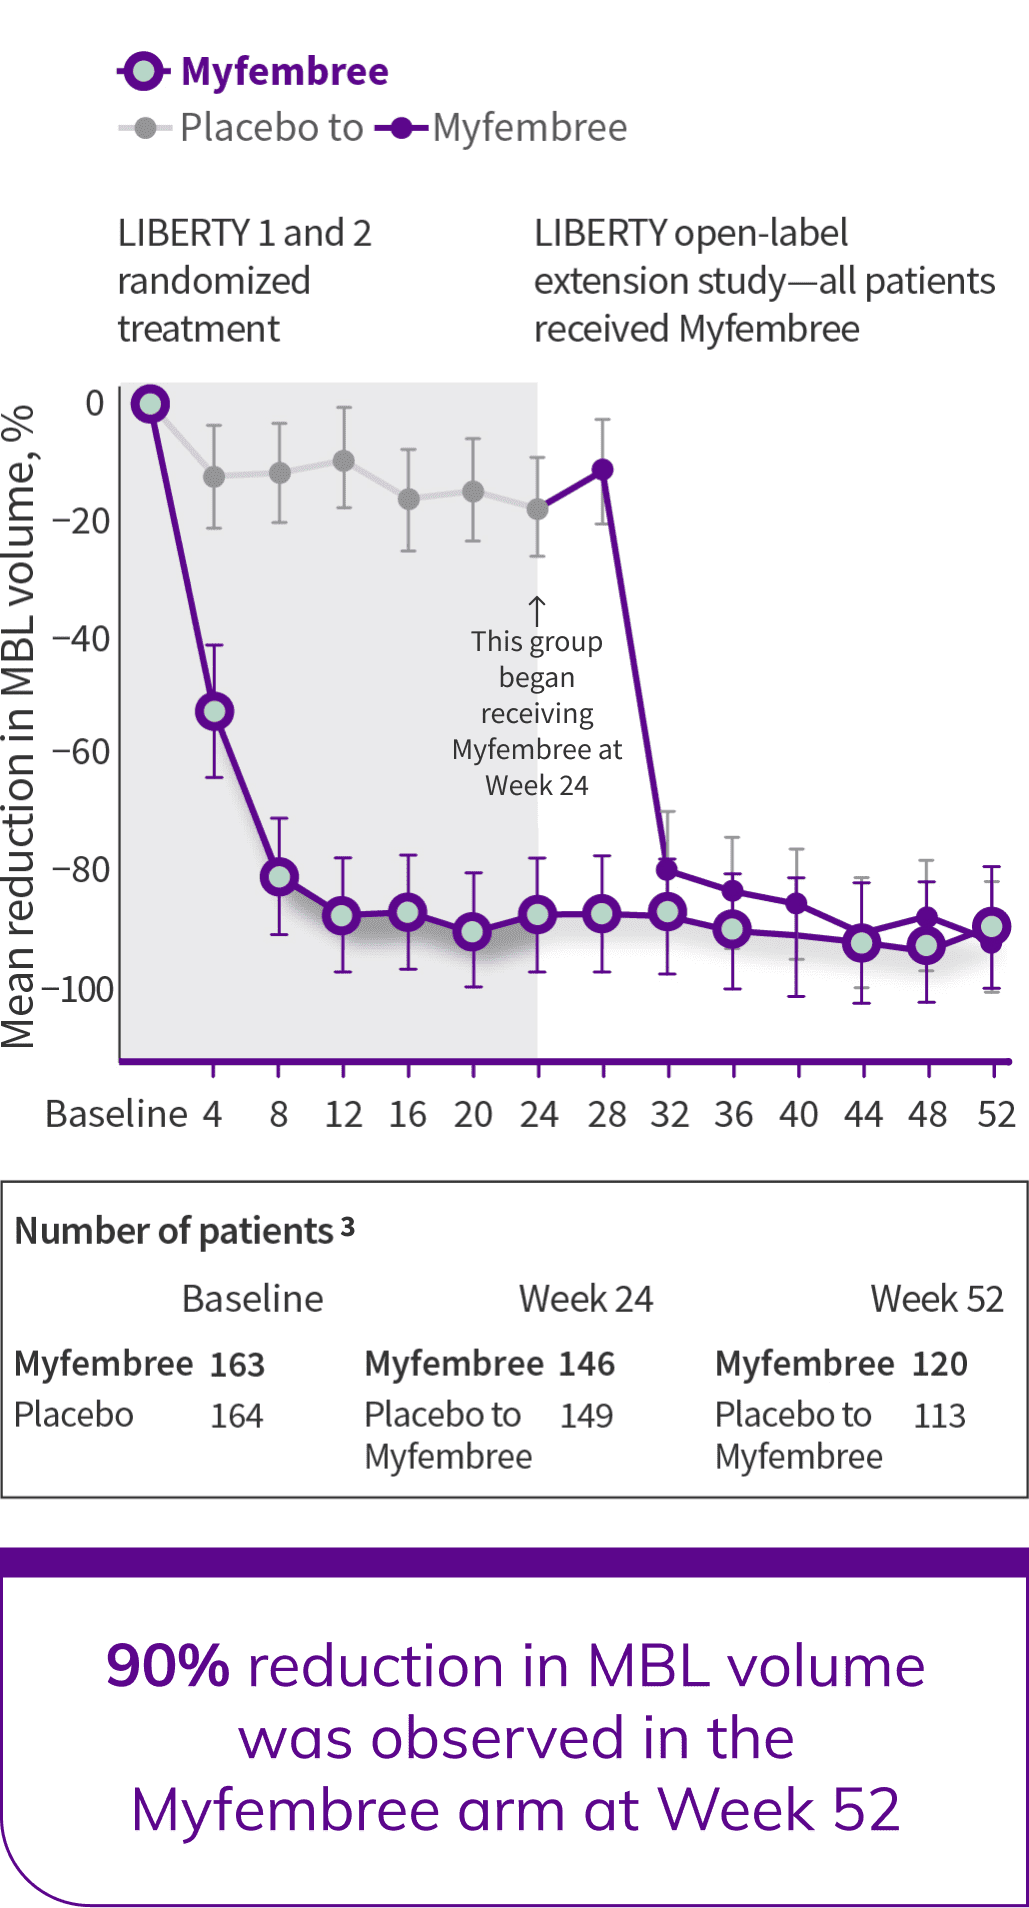 Myfembree
Placebo to Myfembree
LIBERTY 1 and 2
randomized
treatment
LIBERTY open-label
extension study—all patients
received Myfembree
Mean reduction in MBL volume, %
0
−20
−40
−60
−80
−100
This group
began
receiving
Myfembree at
Week 24
Baseline 4 8 12 16 20 24 28 32 36 40 44 48 52
Number of patients 3
Baseline Week 24 Week 52
Myfembree 163 Myfembree 146 Myfembree 120
Placebo 164 Placebo to 149 Placebo to 113
Myfembree Myfembree
90% reduction in MBL volume
was observed in the
Myfembree arm at Week 52